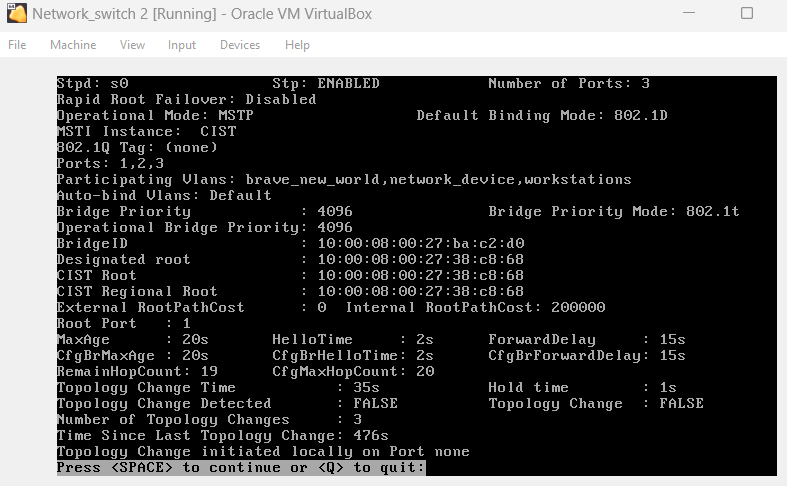 Network_switch 2 [Running] - Oracle VM VirtualBox
File Machine View Input Devices Help
Stpd: s0 Stp: ENABLED Number of Ports: 3
Rapid Root Failover: Disabled
Operational Mode: MSTP Default Binding Mode: 802.1D
MSTI Instance: CIST
802.1Q Tag: (none)
Ports: 1,2,3
Participating Vlans: brave_new_world,network_device,workstations
Auto-bind Vlans: Default
Bridge Priority : 4096 Bridge Priority Mode: 802.1t
Operational Bridge Priority: 4096
BridgeID : 10:00:08:00:27:ba:c2:d0
Designated root : 10:00:08:00:27:38:c8:68
CIST Root : 10:00:08:00:27:38:c8:68
CIST Regional Root : 10:00:08:00:27:38:c8:68
External RootPathCost : 0 Internal RootPathCost: 200000
Root Port : 1
MaxAge : 20s HelloTime : 2s ForwardDelay : 15s
CfgBrMaxAge : 20s CfgBrHelloTime: 2s CfgBrForwardDelay: 15s
RemainHopCount: 19 CfgMaxHopCount: 20
Topology Change Time : 35s Hold time : 1s
Topology Change Detected : FALSE Topology Change : FALSE
Number of Topology Changes : 3
Time Since Last Topology Change: 476s
Topology Change initiated locally on Port none
Press <SPACE> to continue or <Q> to quit: